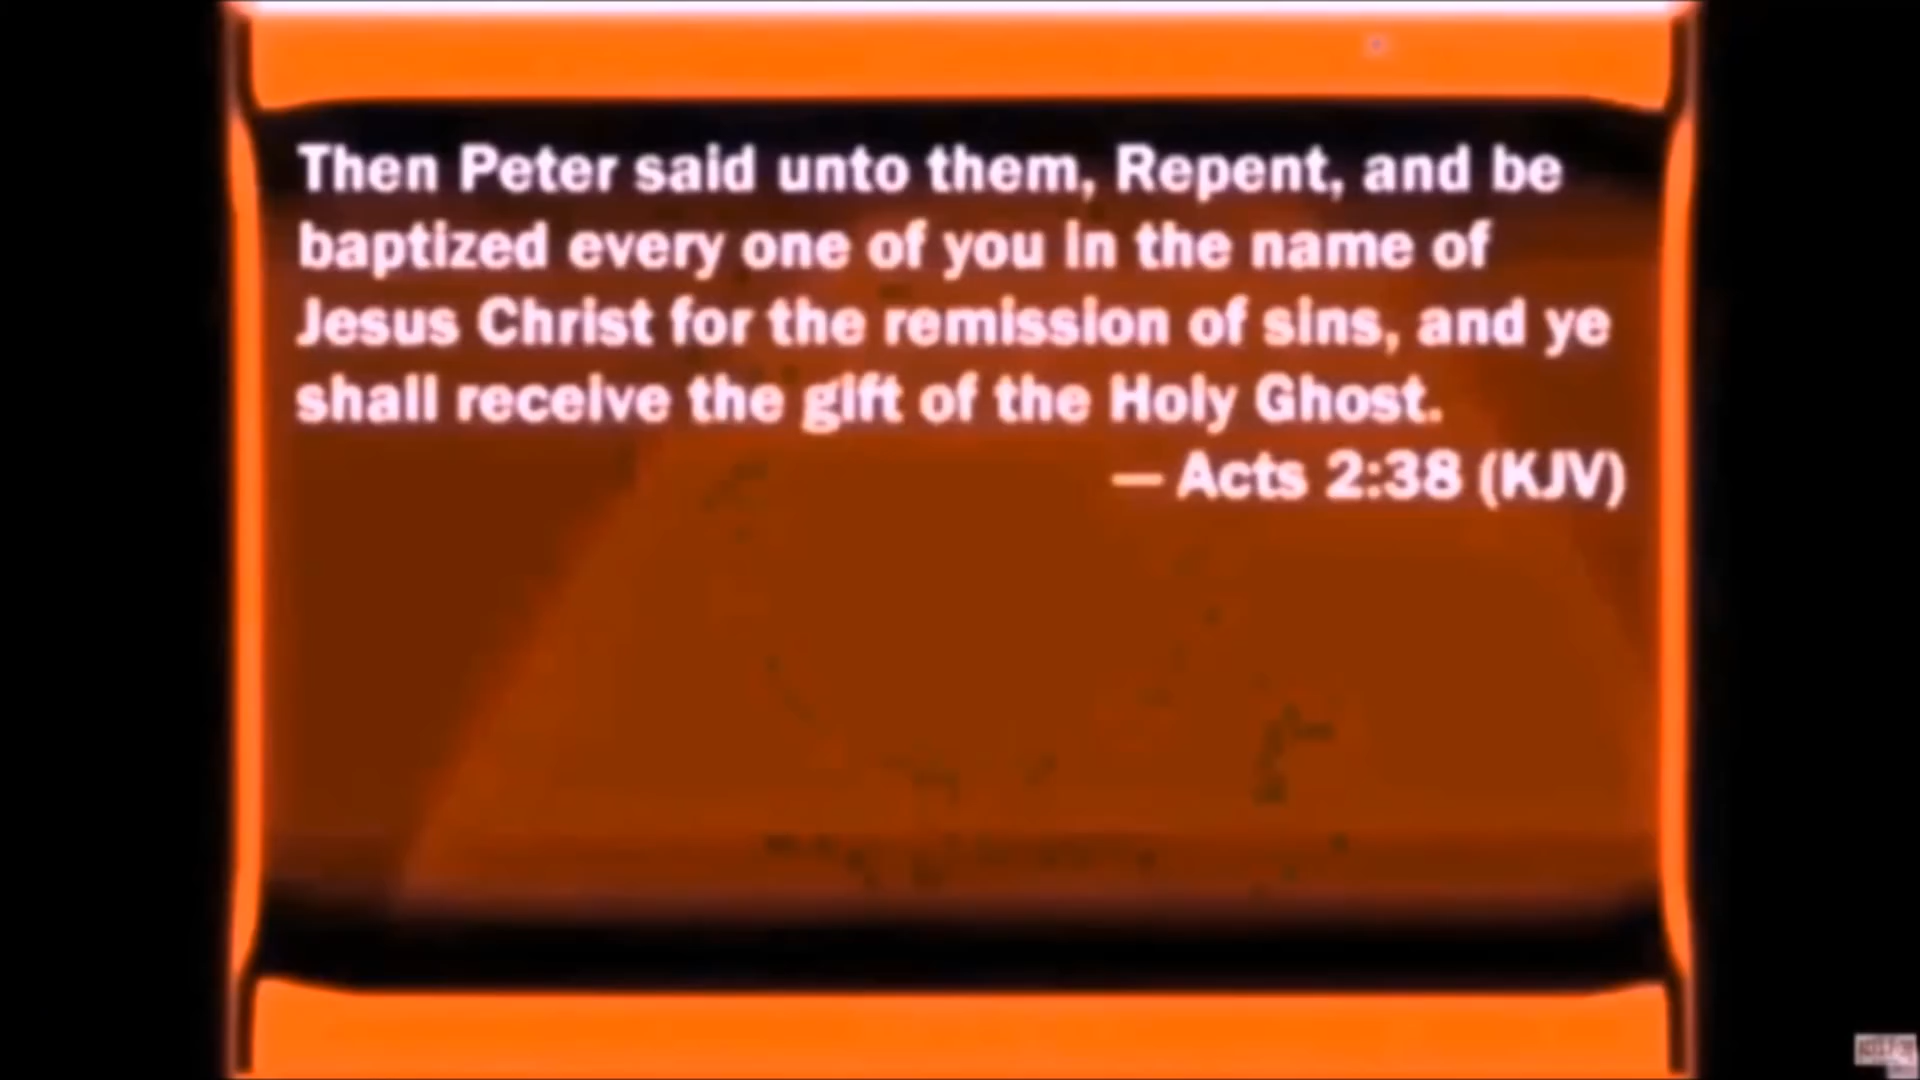 Then Peter said unto them, Repent, and be
baptized every one of you in the name of
Jesus Christ for the remission of sins, and ye
shall receive the gift of the Holy Ghost.
— Acts 2:38 (KJV)